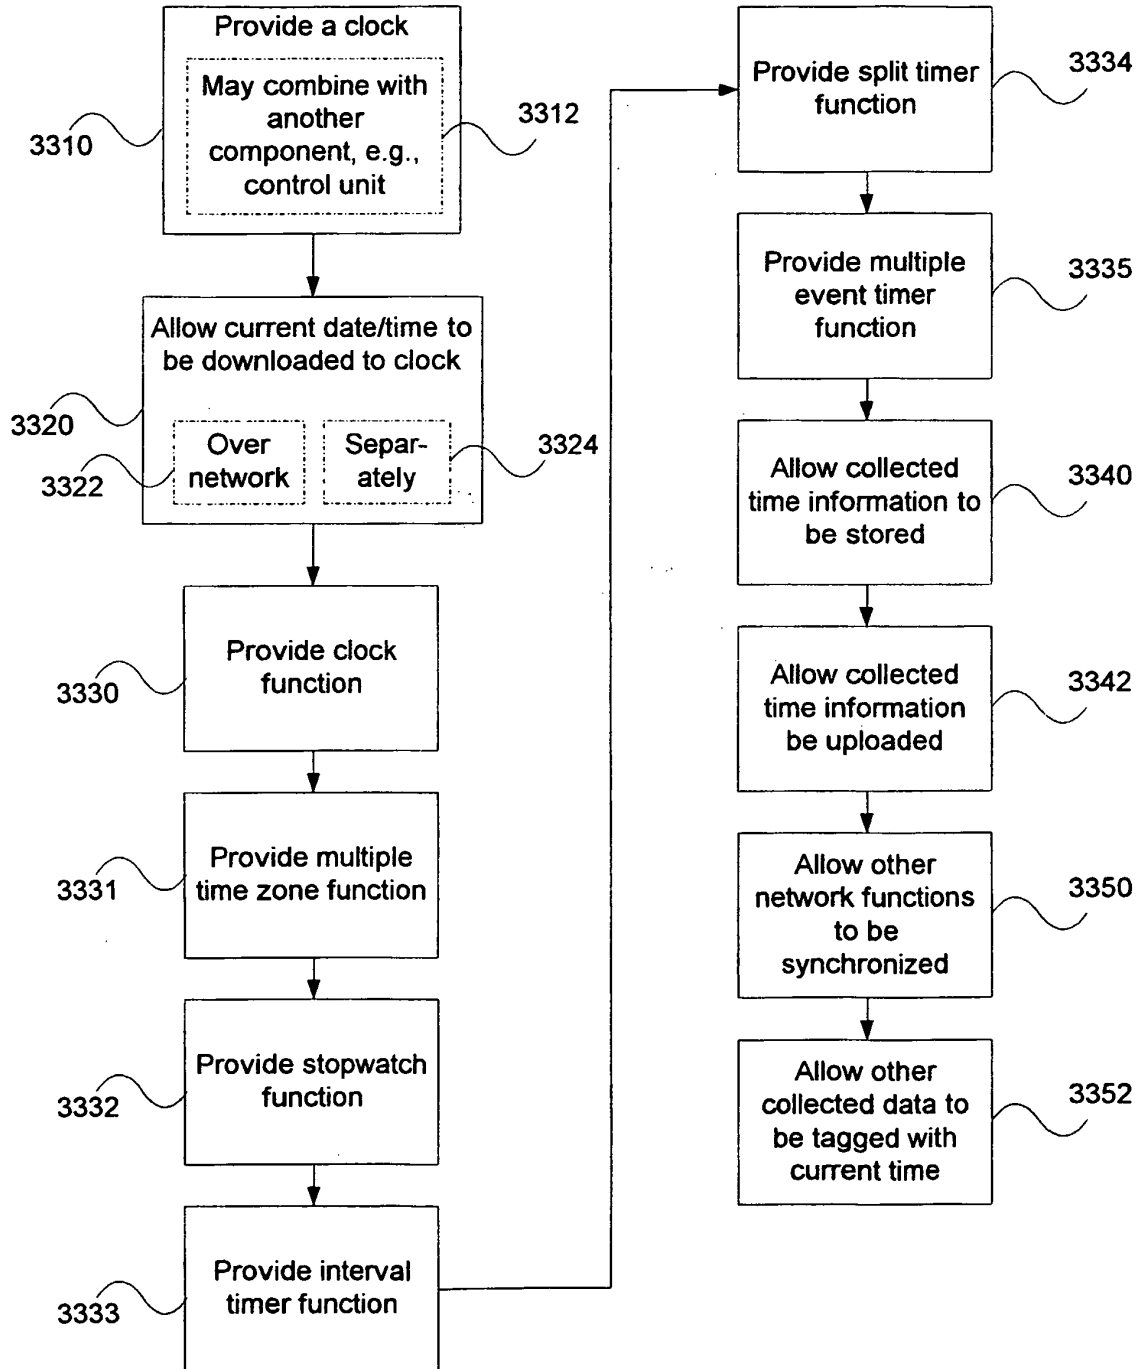 Provide a clock
May combine with
another
component, e.g.,
control unit
3310
3312
Allow current date/time to
be downloaded to clock
3320
Over
network
3322
Separ-
ately
3324
Provide clock
function
3330
Provide multiple
time zone function
3331
Provide stopwatch
function
3332
Provide interval
timer function
3333
Provide split timer
function
3334
Provide multiple
event timer
function
3335
Allow collected
time information to
be stored
3340
Allow collected
time information
be uploaded
3342
Allow other
network functions
to be
synchronized
3350
Allow other
collected data to
be tagged with
current time
3352